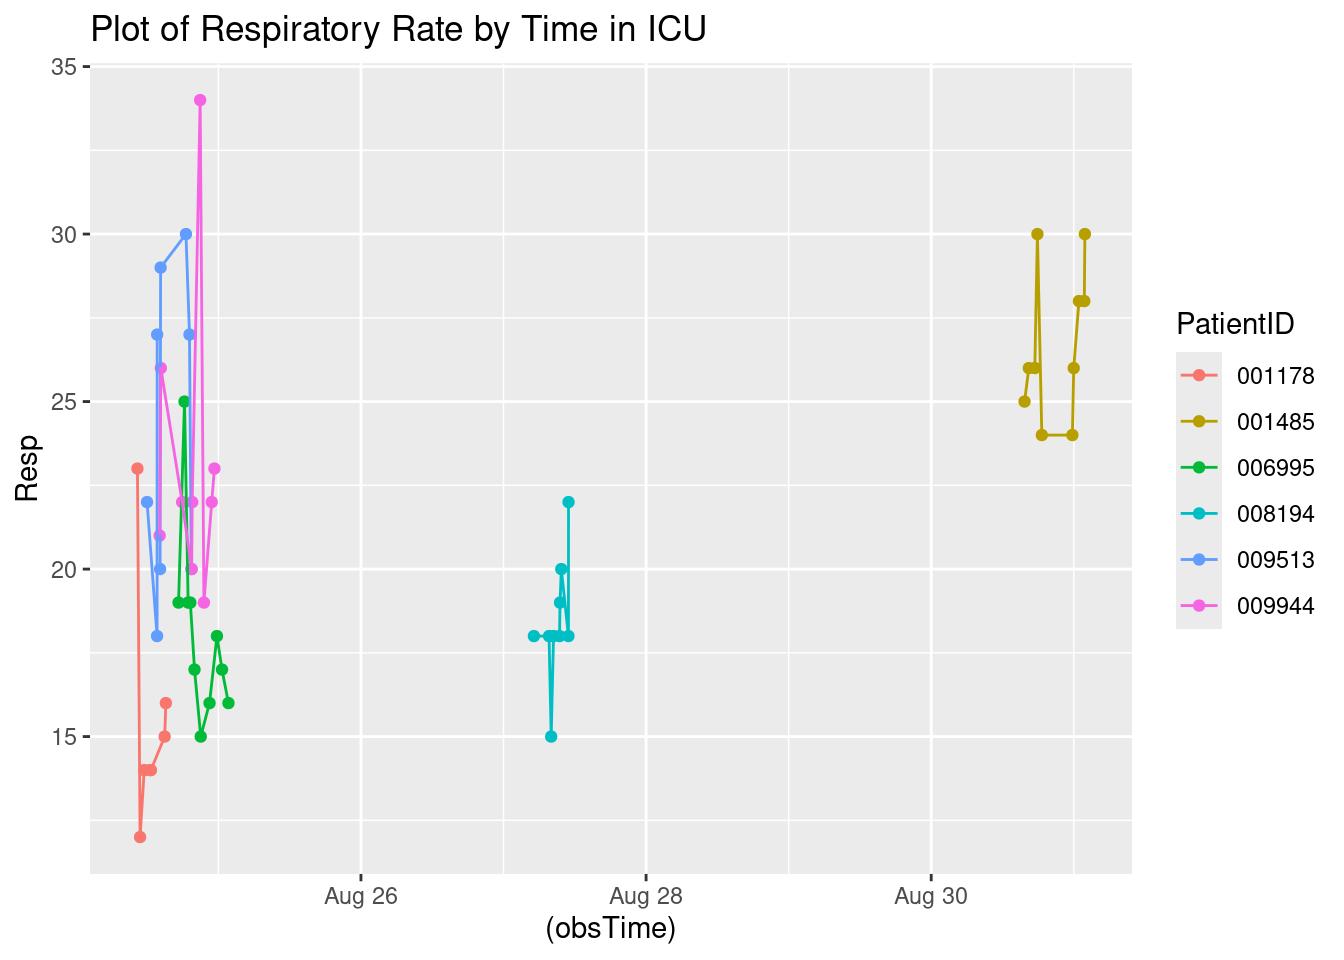 Plot of Respiratory Rate by Time in ICU
35
30
25
20
15
Resp
Aug 26
Aug 28
Aug 30
(obsTime)
PatientID
001178
001485
006995
008194
009513
009944